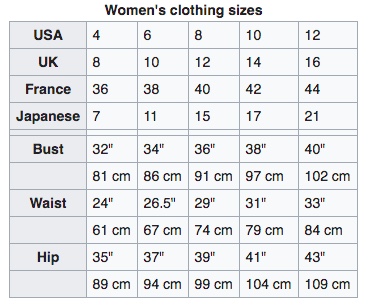 Women's clothing sizes
USA 4 6 8 10 12
UK 8 10 12 14 16
France 36 38 40 42 44
Japanese 7 11 15 17 21
Bust 32" 34" 36" 38" 40"
81 cm 86 cm 91 cm 97 cm 102 cm
Waist 24" 26.5" 29" 31" 33"
61 cm 67 cm 74 cm 79 cm 84 cm
Hip 35" 37" 39" 41" 43"
89 cm 94 cm 99 cm 104 cm 109 cm